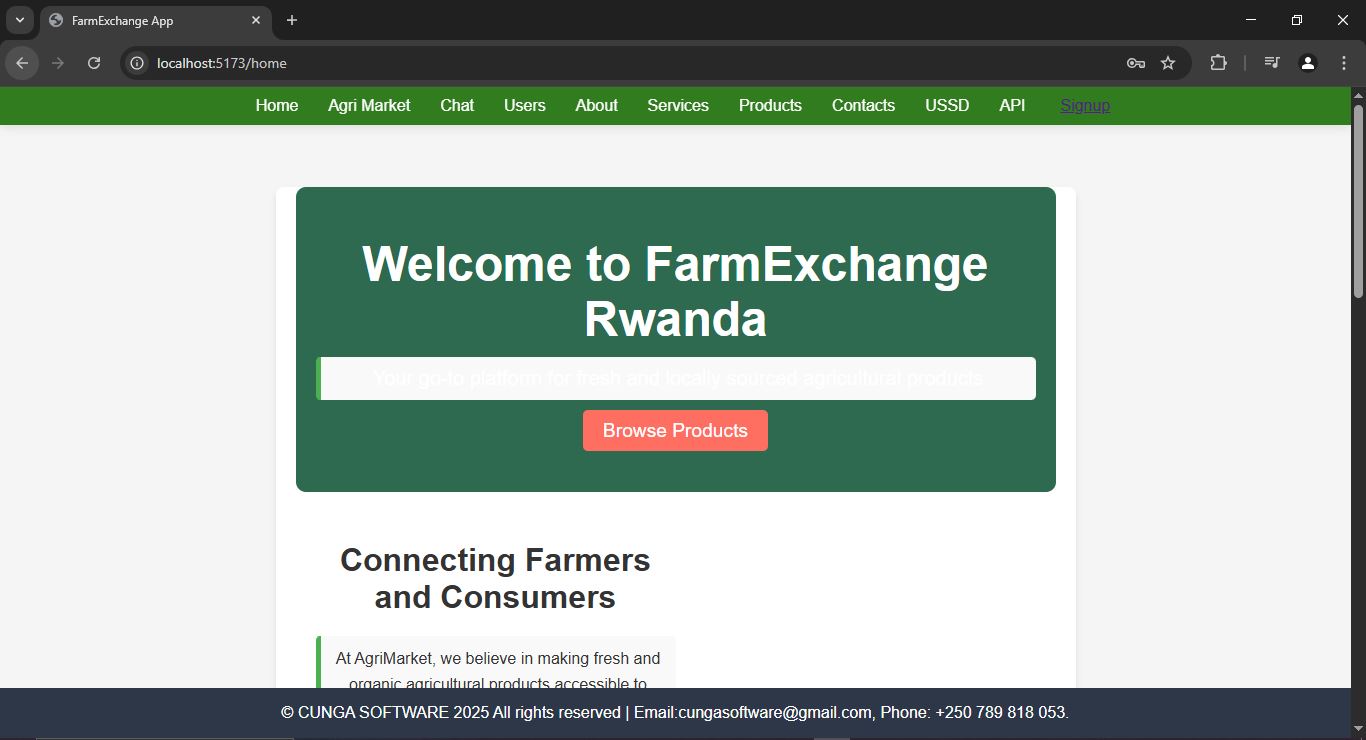 FarmExchange App
localhost:5173/home
Home Agri Market Chat Users About Services Products Contacts USSD API Signup
Welcome to FarmExchange
Rwanda
Your go-to platform for fresh and locally sourced agricultural products
Browse Products
Connecting Farmers
and Consumers
At AgriMarket, we believe in making fresh and
organic agricultural products accessible to
© CUNGA SOFTWARE 2025 All rights reserved | Email:cungasoftware@gmail.com, Phone: +250 789 818 053.